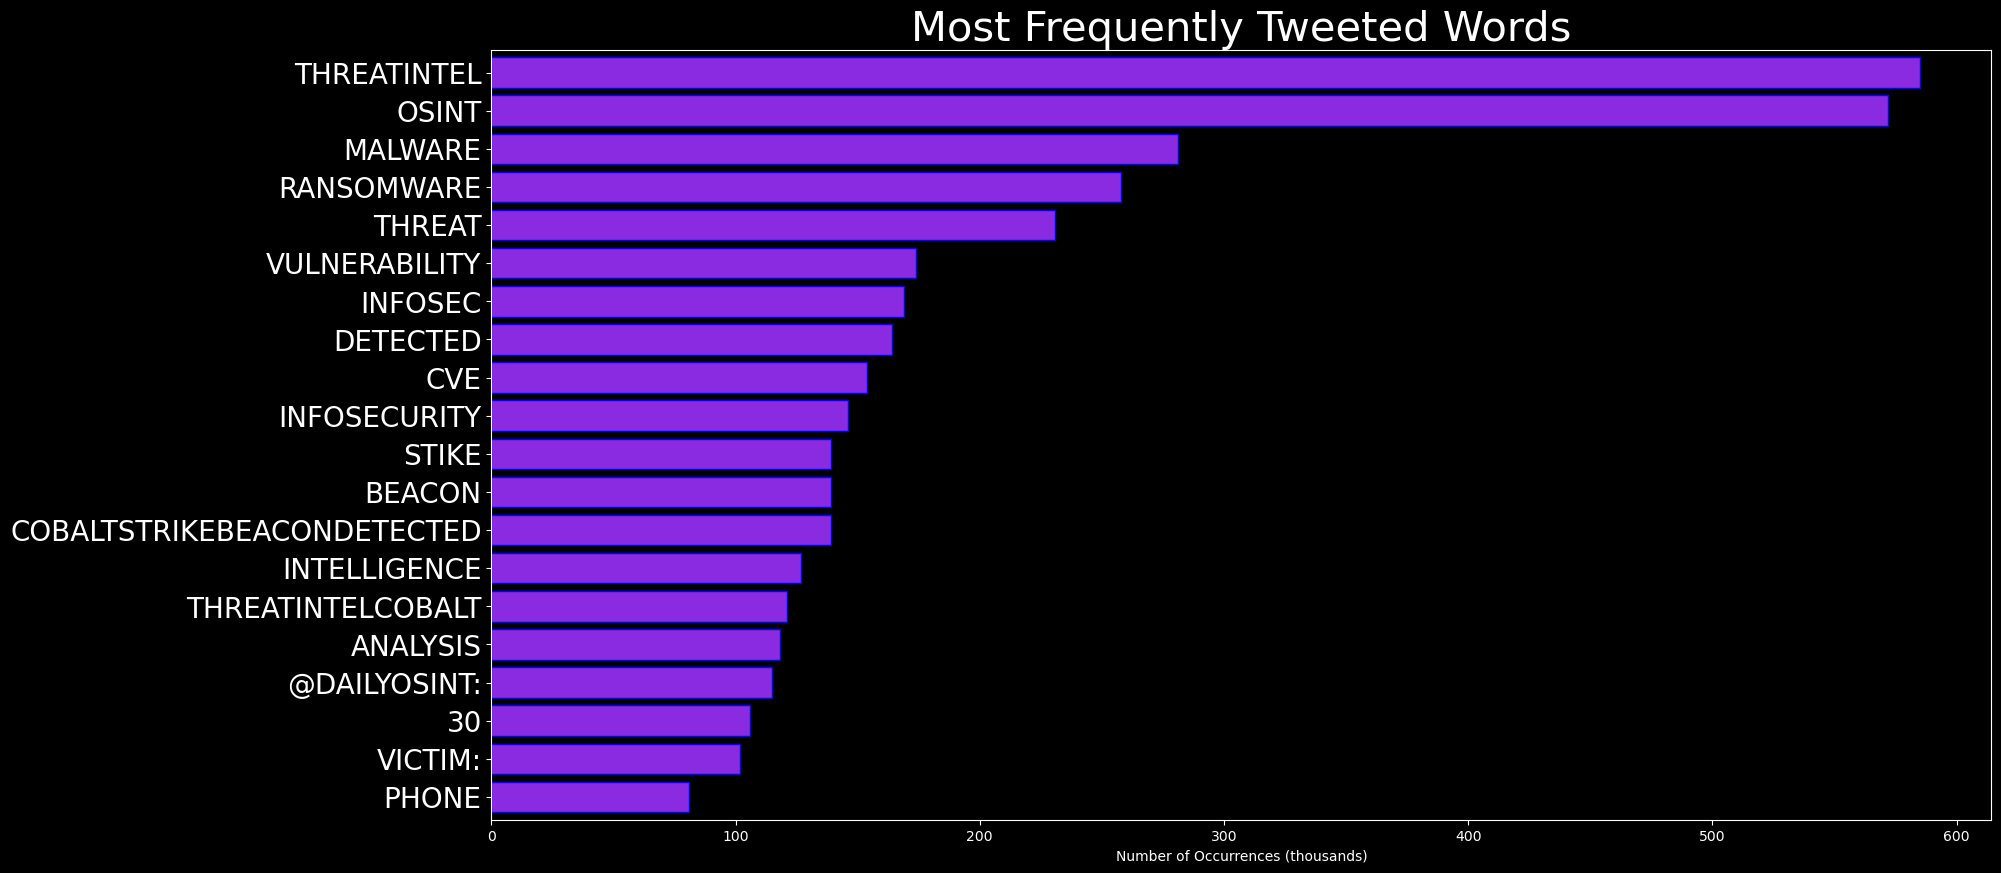 Most Frequently Tweeted Words
THREATINTEL
OSINT
MALWARE
RANSOMWARE
THREAT
VULNERABILITY
INFOSEC
DETECTED
CVE
INFOSECURITY
STIKE
BEACON
COBALTSTRIKEBEACONDETECTED
INTELLIGENCE
THREATINTELCOBALT
ANALYSIS
@DAILYOSINT:
30
VICTIM:
PHONE
0 100 200 300 400 500 600
Number of Occurrences (thousands)